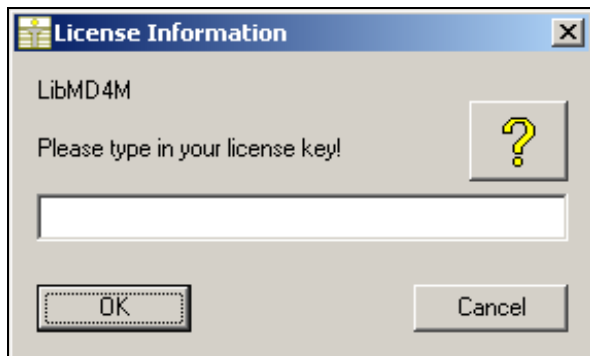 License Information
LibMD4M
Please type in your license key!
?
OK
Cancel